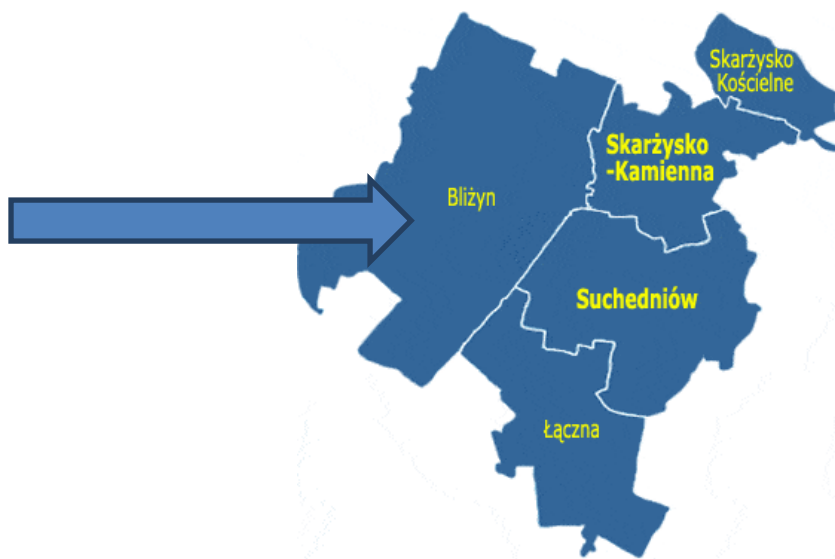 Skarżysko
Kościelne
Skarżysko
-Kamienna
Bliżyn
Suchedniów
Łączna